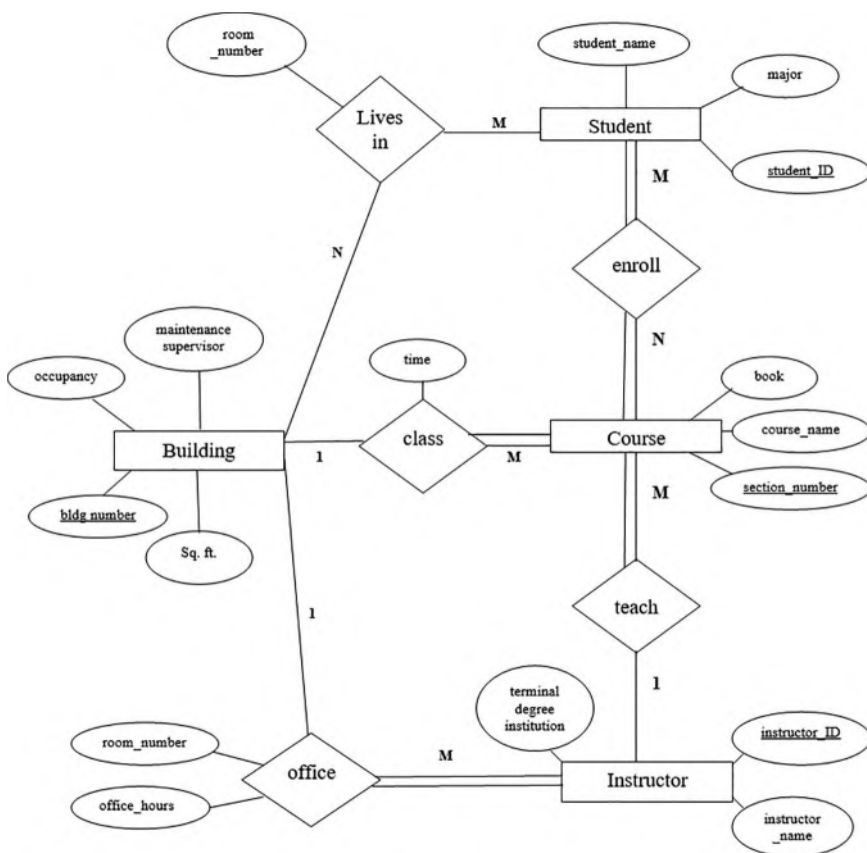 room
_number
student_name
major
Lives
in
M
Student
student_ID
M
N
enroll
maintenance
supervisor
time
N
occupancy
book
class
course_name
Building
1
M
Course
bldg number
M
section_number
Sq. ft.
1
teach
terminal
degree
institution
1
room_number
instructor_ID
office
M
Instructor
office_hours
instructor
_name